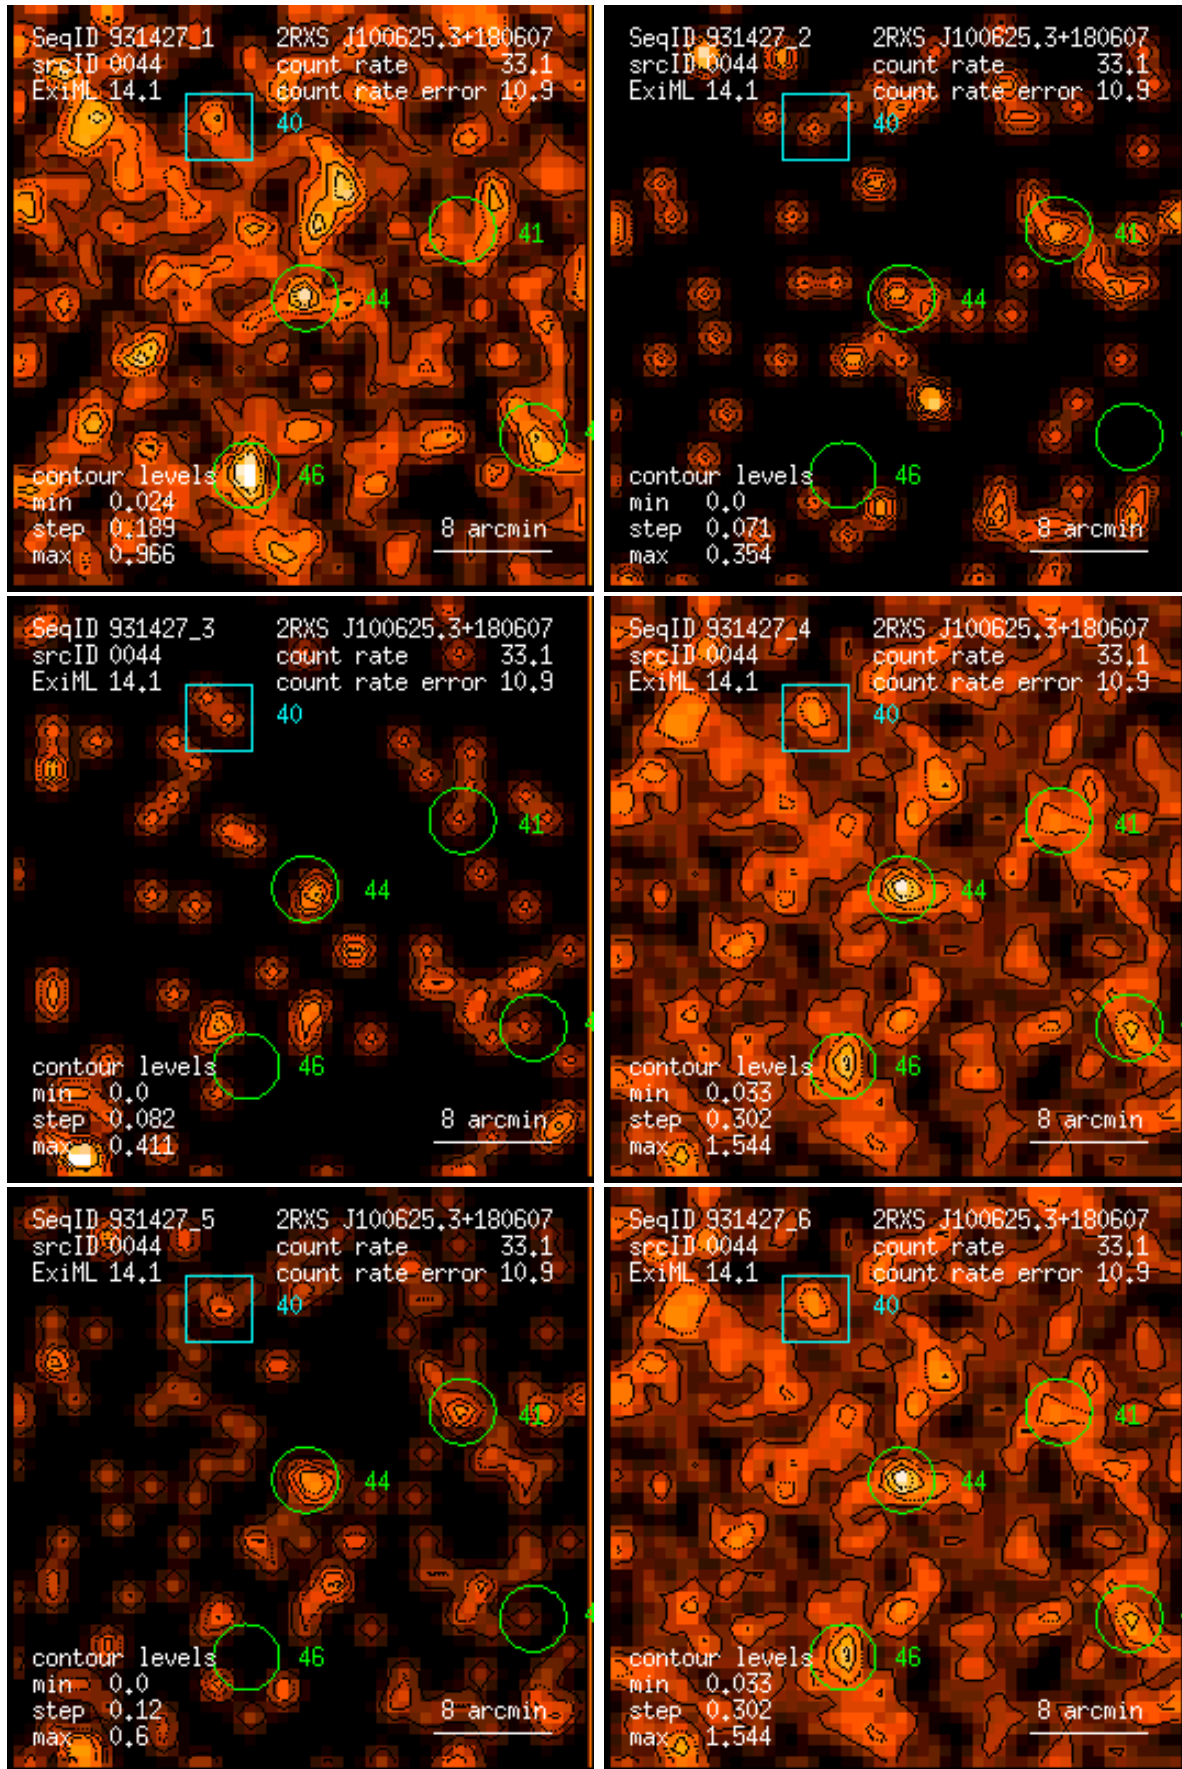 SeqID 931427_1 2RXS J100625.3+180607
srcID 0044 count rate 33.1
ExiML 14.1 count rate error 10.9
40
41
44
46
contour levels
min 0.024
step 0.189 8 arcmin
max 0.966
SeqID 931427_2 2RXS J100625.3+180607
srcID 0044 count rate 33.1
ExiML 14.1 count rate error 10.9
40
41
44
46
contour levels
min 0.0
step 0.071 8 arcmin
max 0.354
SeqID 931427_3 2RXS J100625.3+180607
srcID 0044 count rate 33.1
ExiML 14.1 count rate error 10.9
40
41
44
46
contour levels
min 0.0
step 0.082 8 arcmin
max 0.411
SeqID 931427_4 2RXS J100625.3+180607
srcID 0044 count rate 33.1
ExiML 14.1 count rate error 10.9
40
41
44
46
contour levels
min 0.033
step 0.302 8 arcmin
max 1.544
SeqID 931427_5 2RXS J100625.3+180607
srcID 0044 count rate 33.1
ExiML 14.1 count rate error 10.9
40
41
44
46
contour levels
min 0.0
step 0.12 8 arcmin
max 0.6
SeqID 931427_6 2RXS J100625.3+180607
srcID 0044 count rate 33.1
ExiML 14.1 count rate error 10.9
40
41
44
46
contour levels
min 0.033
step 0.302 8 arcmin
max 1.544